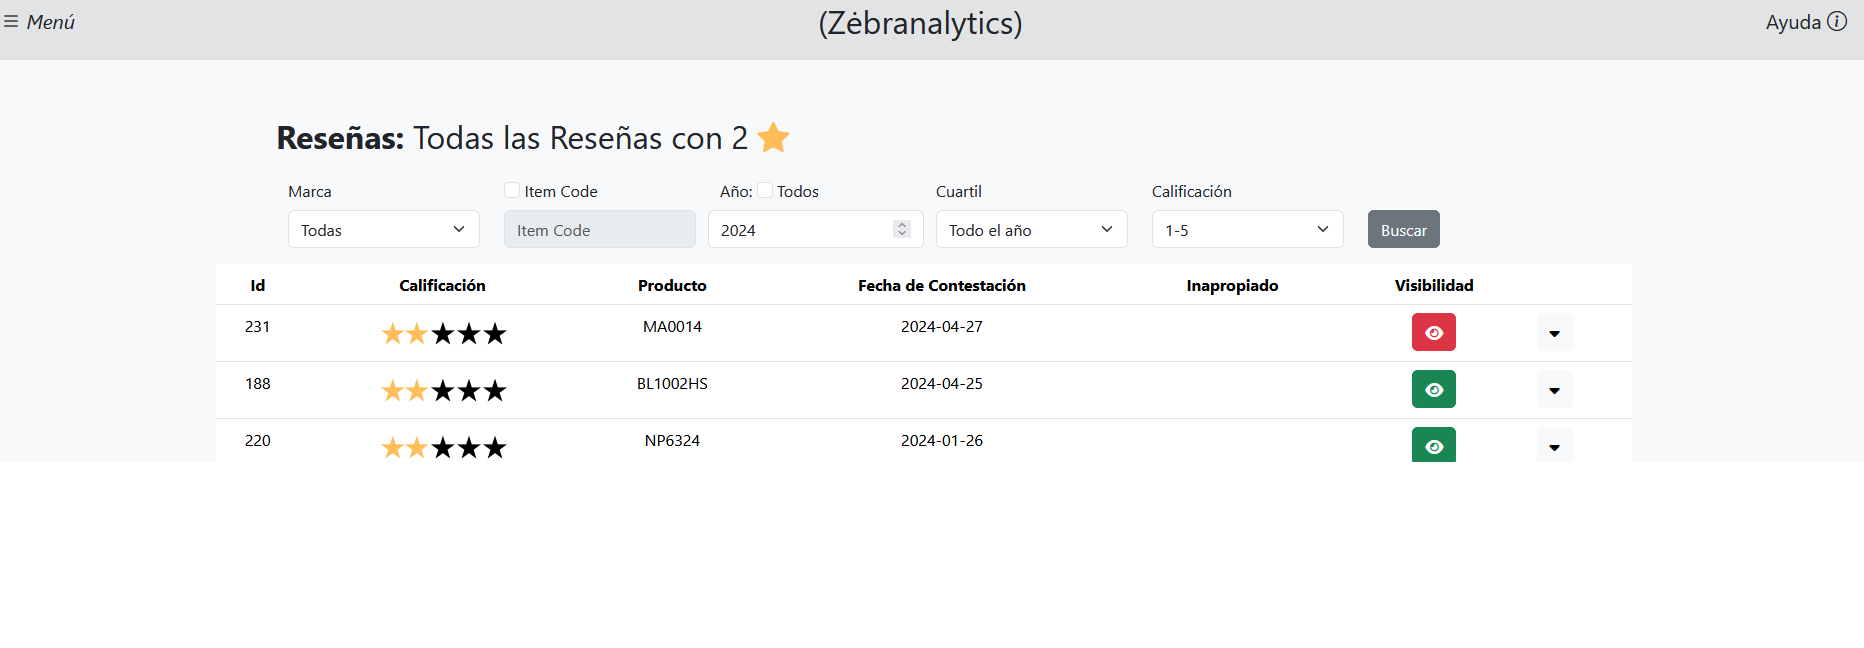 Menú
(Zėbranalytics)
Ayuda
Reseñas: Todas las Reseñas con 2
Marca
Item Code
Año: Todos
Cuartil
Calificación
Todas
Item Code
2024
Todo el año
1-5
Buscar
Id Calificación Producto Fecha de Contestación Inapropiado Visibilidad
231 MA0014 2024-04-27
188 BL1002HS 2024-04-25
220 NP6324 2024-01-26